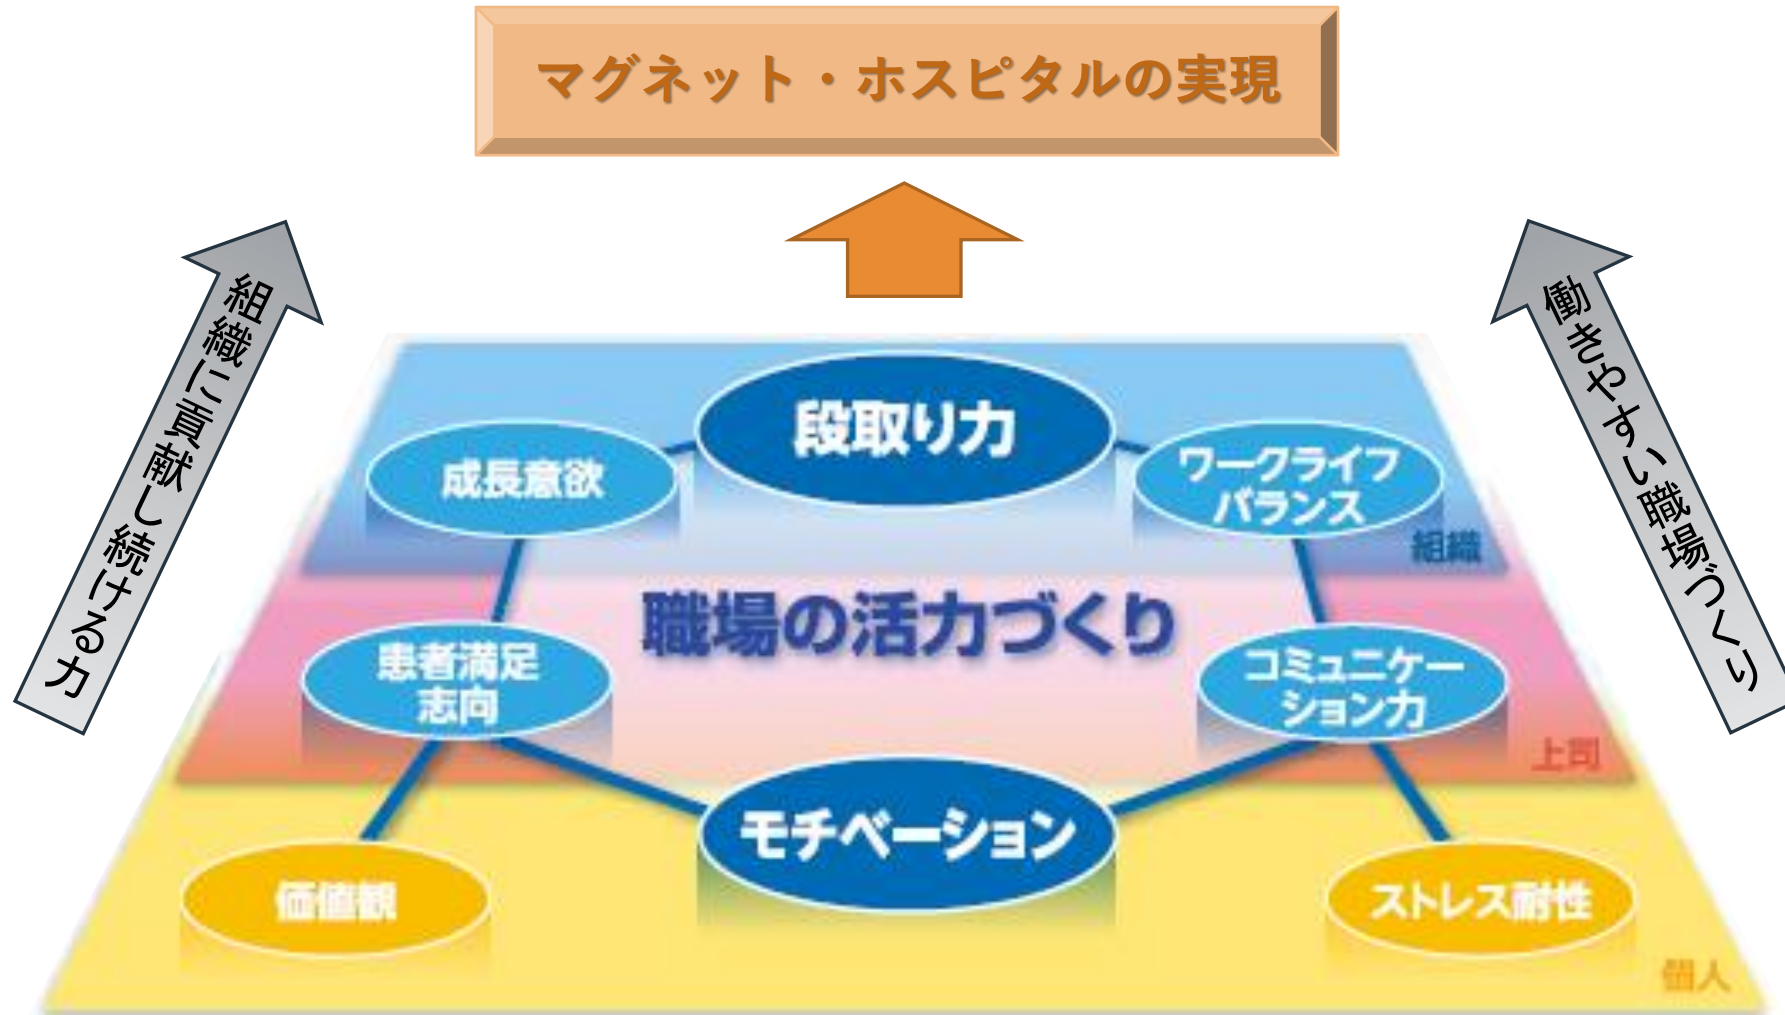 マグネット・ホスピタルの実現
組織に貢献し続ける力
働きやすい職場づくり
段取り力
成長意欲
ワークライフ
バランス
組織
職場の活力づくり
患者満足
志向
コミュニケー
ション力
上司
モチベーション
価値観
ストレス耐性
個人